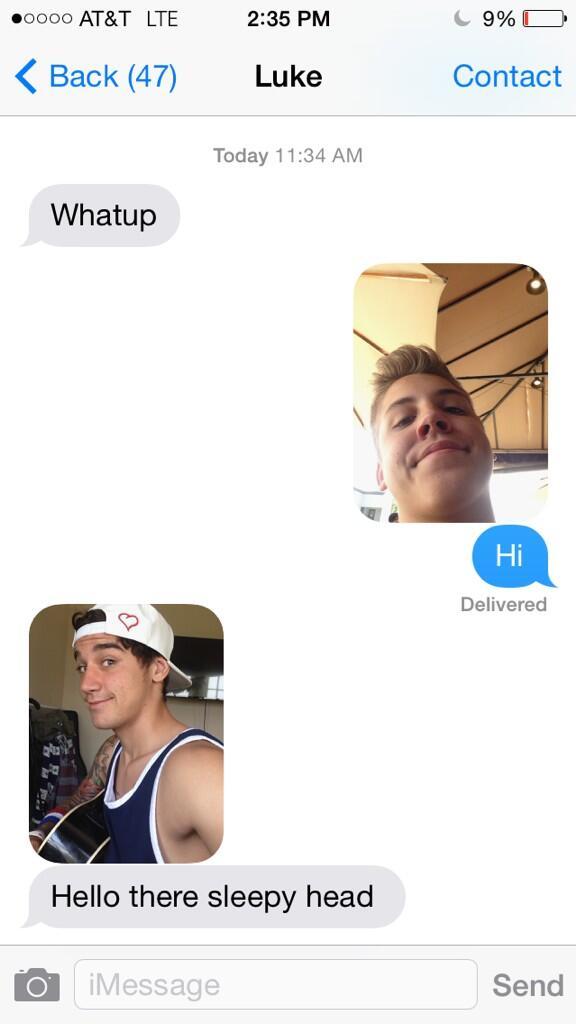 AT&T LTE 2:35 PM 9%
Back (47) Luke Contact
Today 11:34 AM
Whatup
Hi
Delivered
Hello there sleepy head
iMessage Send